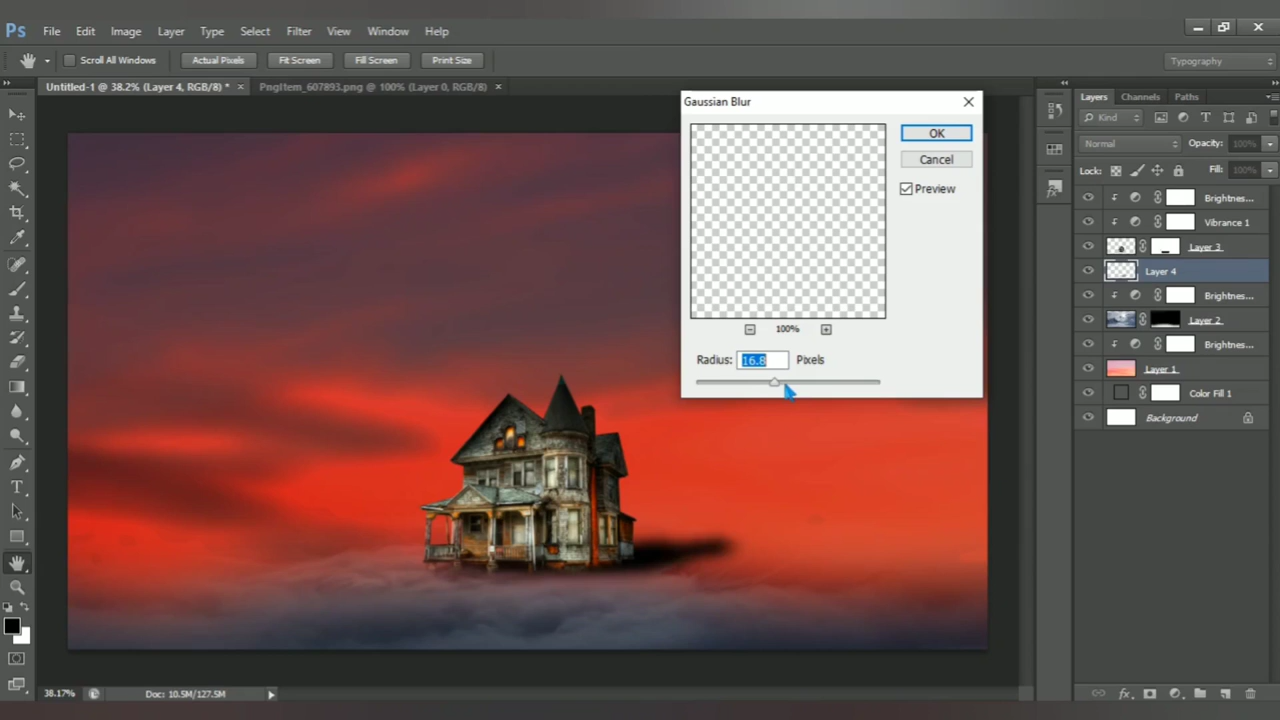 Ps File Edit Image Layer Type Select Filter View Window Help
Scroll All Windows Actual Pixels Fit Screen Fill Screen Print Size Typography
Untitled-1 @ 38.2% (Layer 4, RGB/8) * × PngItem_607893.png @ 100% (Layer 0, RGB/8) ×
Gaussian Blur
OK
Cancel
Preview
100%
Radius: 16.8 Pixels
Layers Channels Paths
Kind
Normal Opacity: 100%
Lock: Fill: 100%
Brightnes...
Vibrance 1
Layer 3
Layer 4
Brightnes...
Layer 2
Brightnes...
Layer 1
Color Fill 1
Background
38.17% Doc: 10.5M/127.5M